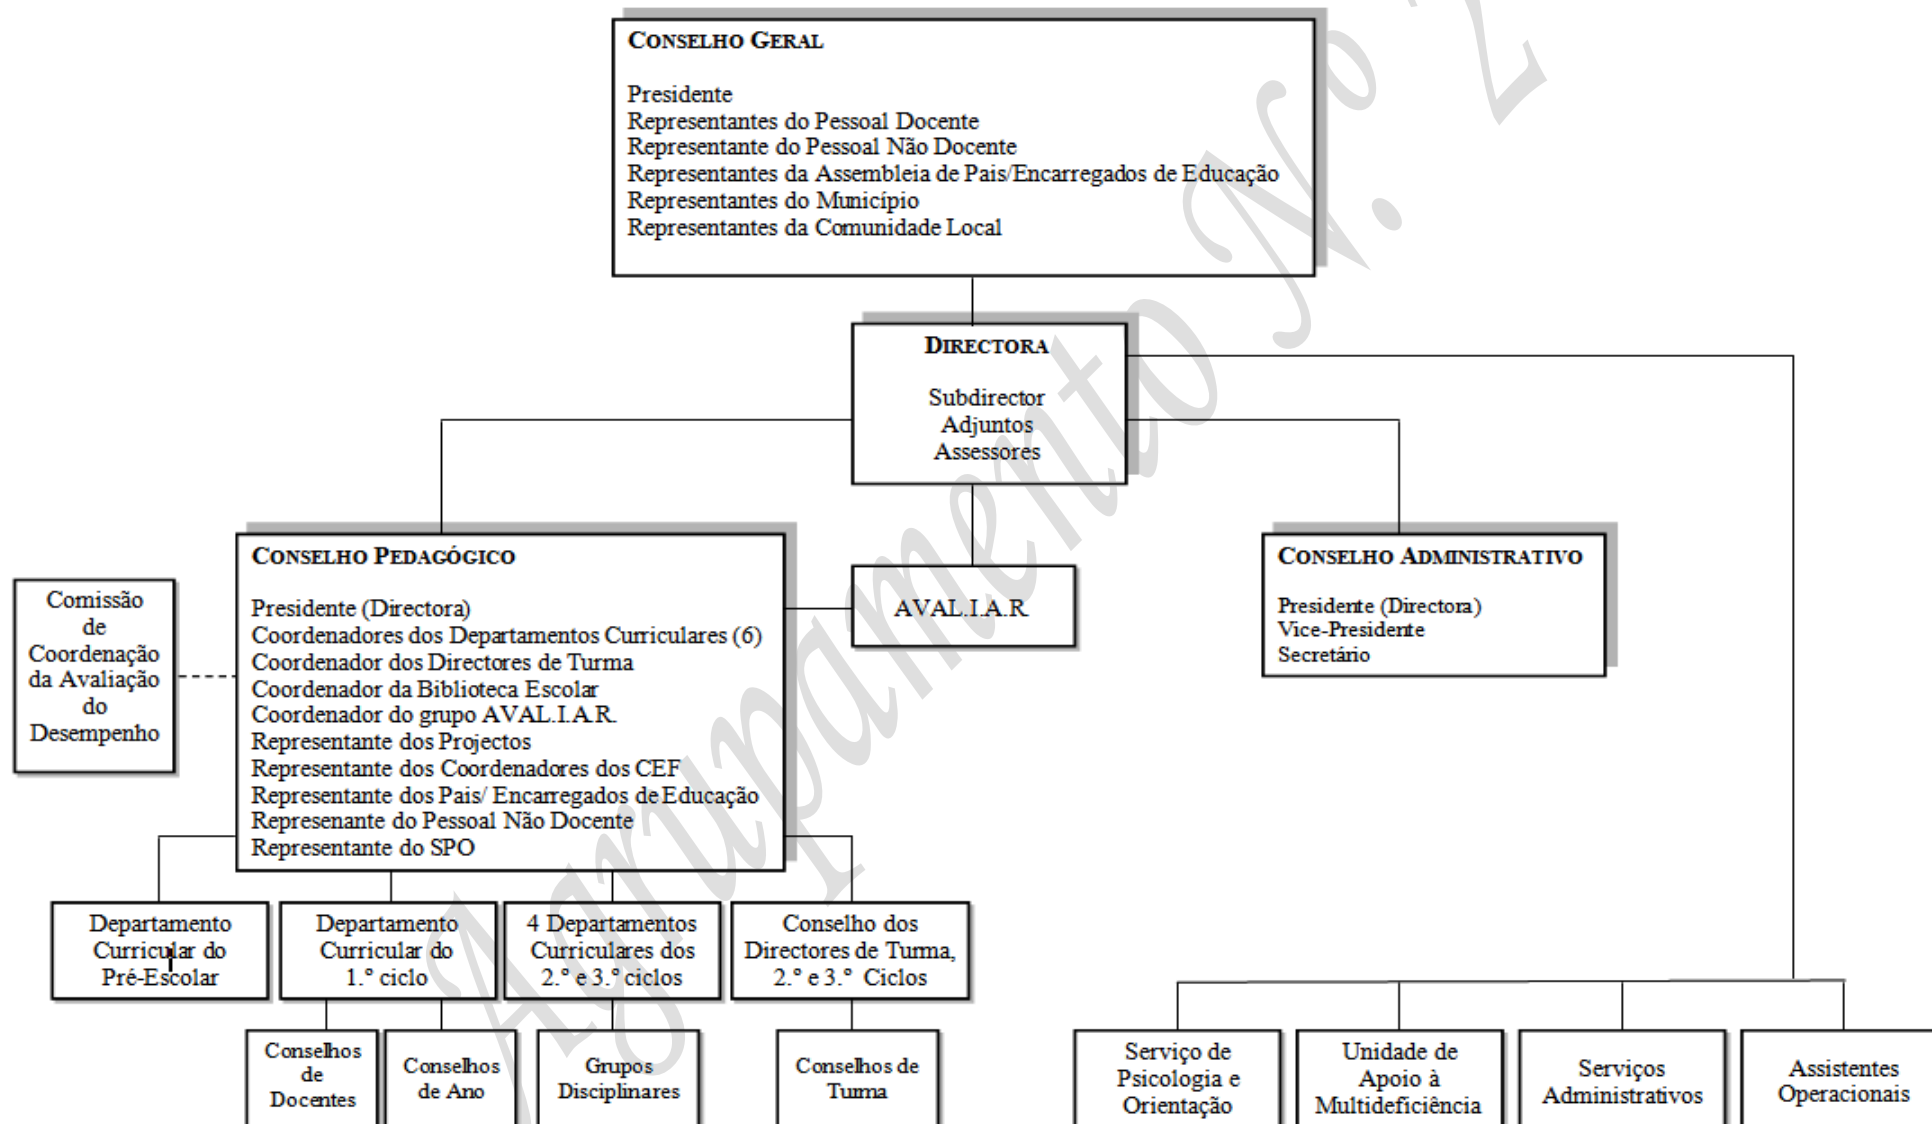 CONSELHO GERAL
Presidente
Representantes do Pessoal Docente
Representante do Pessoal Não Docente
Representantes da Assembleia de Pais/Encarregados de Educação
Representantes do Município
Representantes da Comunidade Local
DIRECTORA
Subdirector
Adjuntos
Assessores
CONSELHO PEDAGÓGICO
Presidente (Directora)
Coordenadores dos Departamentos Curriculares (6)
Coordenador dos Directores de Turma
Coordenador da Biblioteca Escolar
Coordenador do grupo AVAL.I.A.R.
Representante dos Projectos
Representante dos Coordenadores dos CEF
Representante dos Pais/ Encarregados de Educação
Represenante do Pessoal Não Docente
Representante do SPO
AVAL.I.A.R
CONSELHO ADMINISTRATIVO
Presidente (Directora)
Vice-Presidente
Secretário
Comissão
de
Coordenação
da Avaliação
do
Desempenho
Departamento
Curricular do
Pré-Escolar
Departamento
Curricular do
1.º ciclo
4 Departamentos
Curriculares dos
2.º e 3.º ciclos
Conselho dos
Directores de Turma,
2.º e 3.º Ciclos
Conselhos
de
Docentes
Conselhos
de Ano
Grupos
Disciplinares
Conselhos de
Turma
Serviço de
Psicologia e
Orientação
Unidade de
Apoio à
Multideficiência
Serviços
Administrativos
Assistentes
Operacionais
Agrupamento N.º 2